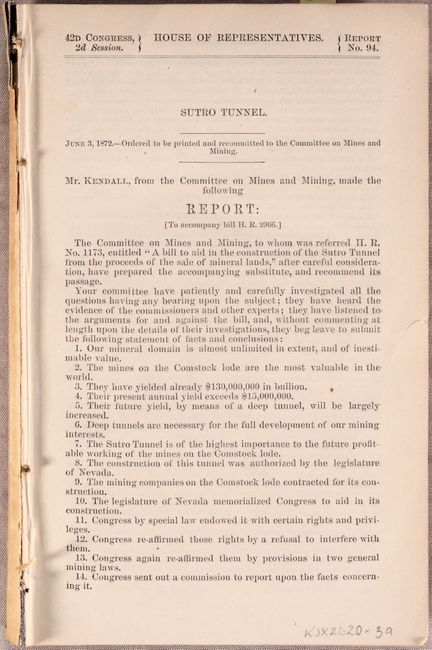 42D CONGRESS, HOUSE OF REPRESENTATIVES. REPORT
2d Session. No. 94.
SUTRO TUNNEL.
JUNE 3, 1872.—Ordered to be printed and recommitted to the Committee on Mines and
Mining.
Mr. KENDALL, from the Committee on Mines and Mining, made the
following
REPORT:
[To accompany bill H. R. 2966.]
The Committee on Mines and Mining, to whom was referred H. R.
No. 1173, entitled "A bill to aid in the construction of the Sutro Tunnel
from the proceeds of the sale of mineral lands," after careful considera-
tion, have prepared the accompanying substitute, and recommend its
passage.
Your committee have patiently and carefully investigated all the
questions having any bearing upon the subject; they have heard the
evidence of the commissioners and other experts; they have listened to
the arguments for and against the bill, and, without commenting at
length upon the details of their investigations, they beg leave to submit
the following statement of facts and conclusions:
1. Our mineral domain is almost unlimited in extent, and of inesti-
mable value.
2. The mines on the Comstock lode are the most valuable in the
world.
3. They have yielded already $130,000,000 in bullion.
4. Their present annual yield exceeds $15,000,000.
5. Their future yield, by means of a deep tunnel, will be largely
increased.
6. Deep tunnels are necessary for the full development of our mining
interests.
7. The Sutro Tunnel is of the highest importance to the future profit-
able working of the mines on the Comstock lode.
8. The construction of this tunnel was authorized by the legislature
of Nevada.
9. The mining companies on the Comstock lode contracted for its con-
struction.
10. The legislature of Nevada memorialized Congress to aid in its
construction.
11. Congress by special law endowed it with certain rights and privi-
leges.
12. Congress re-affirmed those rights by a refusal to interfere with
them.
13. Congress again re-affirmed them by provisions in two general
mining laws.
14. Congress sent out a commission to report upon the facts concern-
ing it.
KJX2620 x 3A